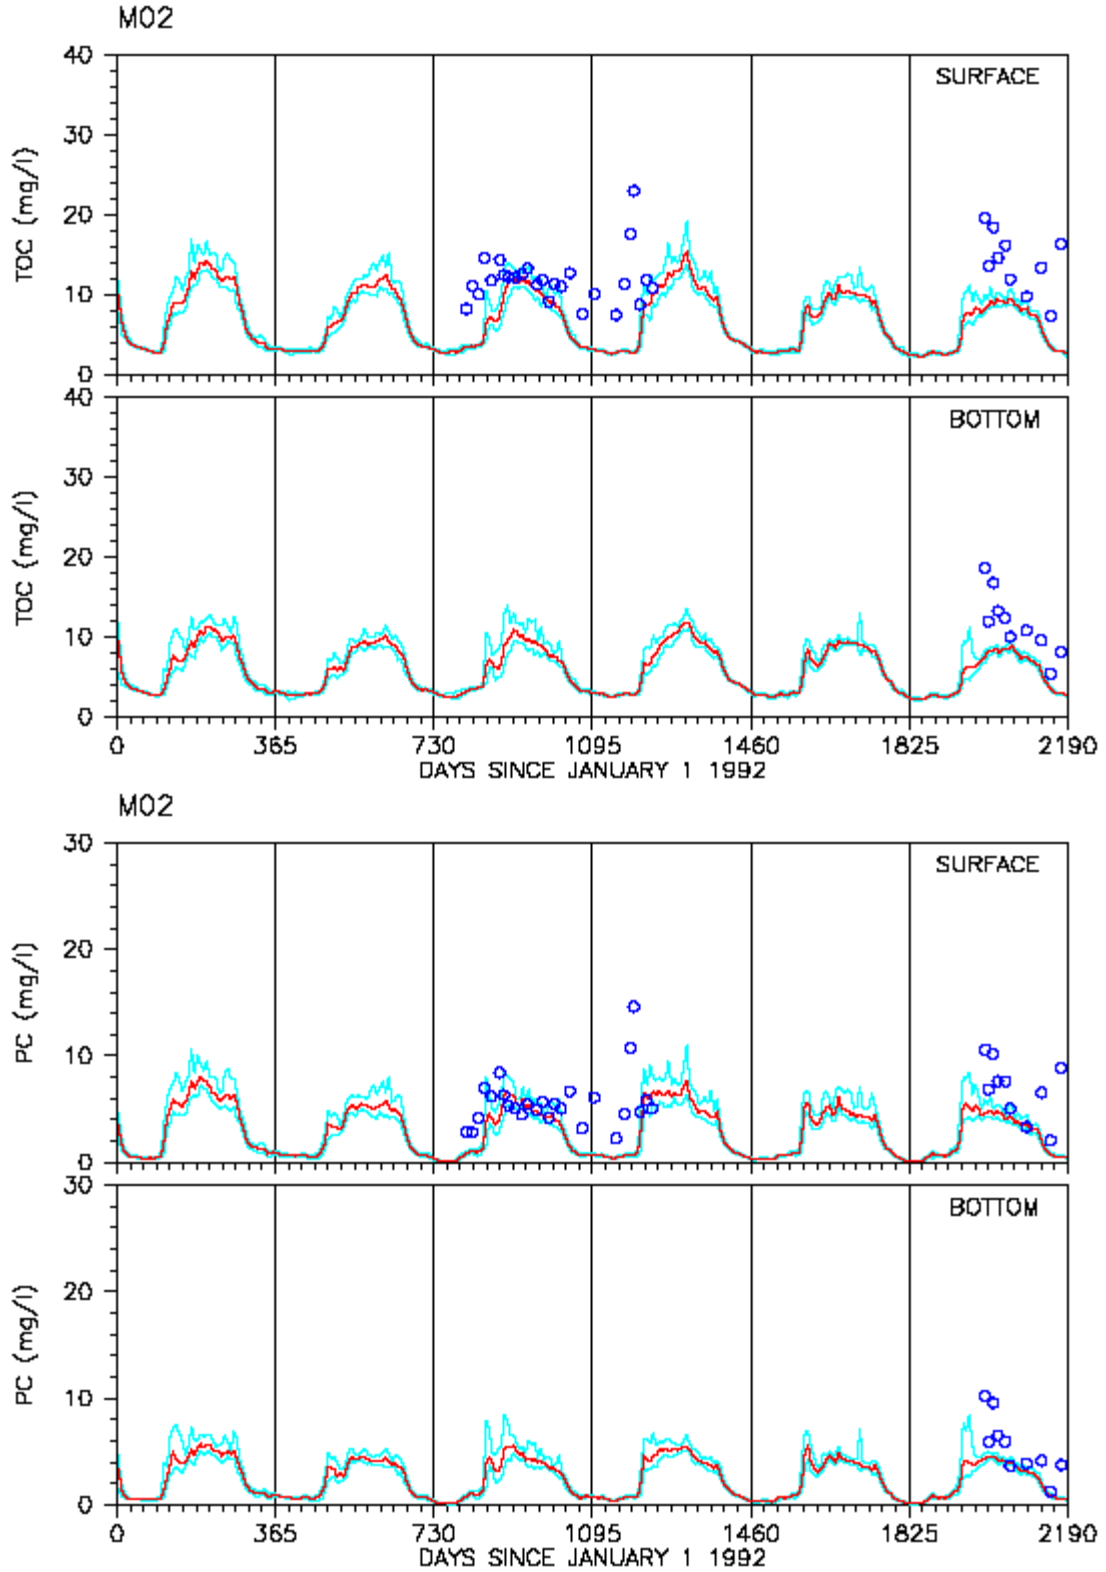 M02
40
SURFACE
30
TOC (mg/l)
20
10
0
40
BOTTOM
30
TOC (mg/l)
20
10
0
0 365 730 1095 1460 1825 2190
DAYS SINCE JANUARY 1 1992
M02
30
SURFACE
20
PC (mg/l)
10
0
30
BOTTOM
20
PC (mg/l)
10
0
0 365 730 1095 1460 1825 2190
DAYS SINCE JANUARY 1 1992